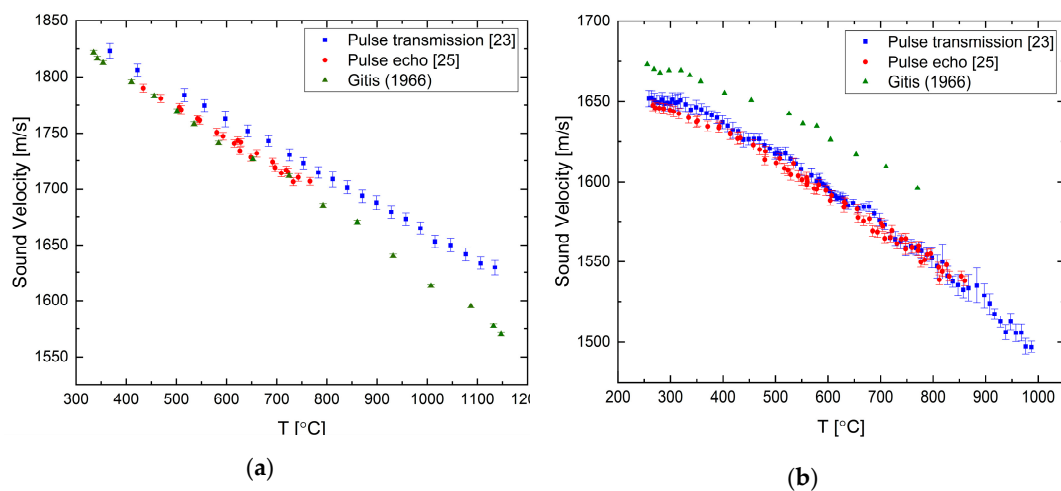 1850
1800
1750
1700
1650
1600
1550
Sound Velocity [m/s]
Pulse transmission [23]
Pulse echo [25]
Gitis (1966)
300 400 500 600 700 800 900 1000 1100 120
T [°C]
(a)
1700
1650
1600
1550
1500
Sound Velocity [m/s]
Pulse transmission [23]
Pulse echo [25]
Gitis (1966)
200 300 400 500 600 700 800 900 1000
T [°C]
(b)